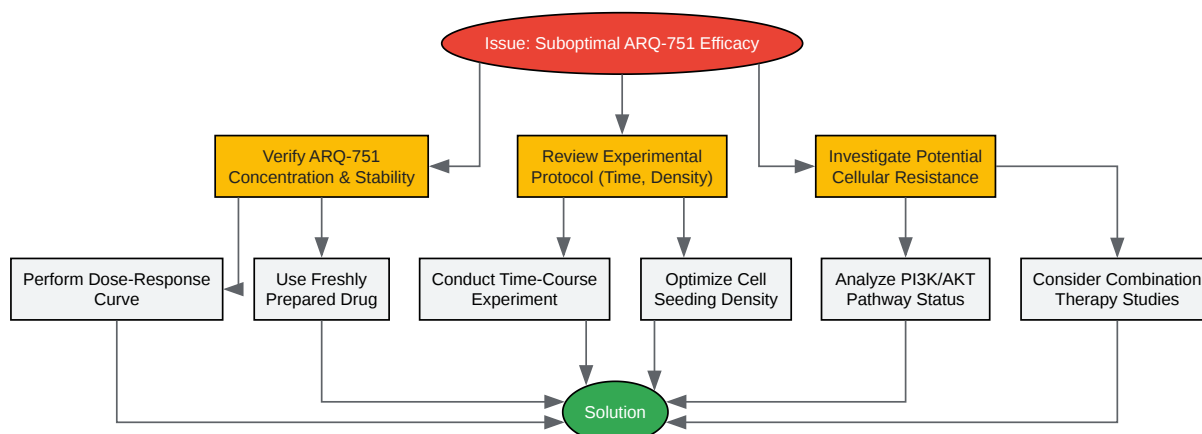 Issue: Suboptimal ARQ-751 Efficacy
Verify ARQ-751
Concentration & Stability
Review Experimental
Protocol (Time, Density)
Investigate Potential
Cellular Resistance
Perform Dose-Response
Curve
Use Freshly
Prepared Drug
Conduct Time-Course
Experiment
Optimize Cell
Seeding Density
Analyze PI3K/AKT
Pathway Status
Consider Combination
Therapy Studies
Solution